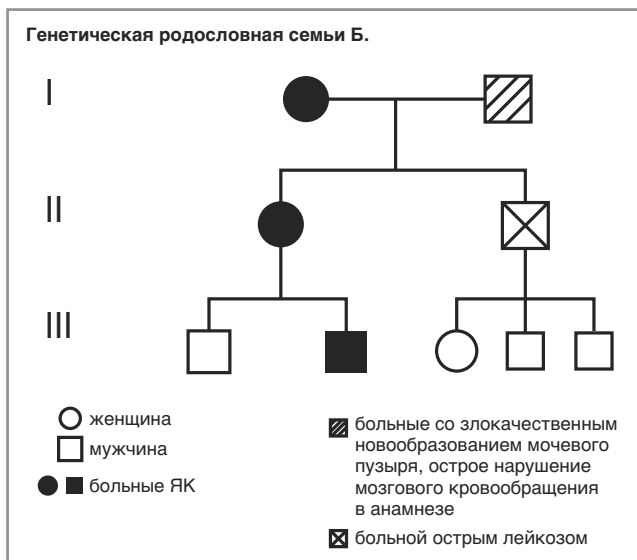 Генетическая родословная семьи Б.
I
II
III
женщина
мужчина
больные ЯК
больные со злокачественным
новообразованием мочевого
пузыря, острое нарушение
мозгового кровообращения
в анамнезе
больной острым лейкозом